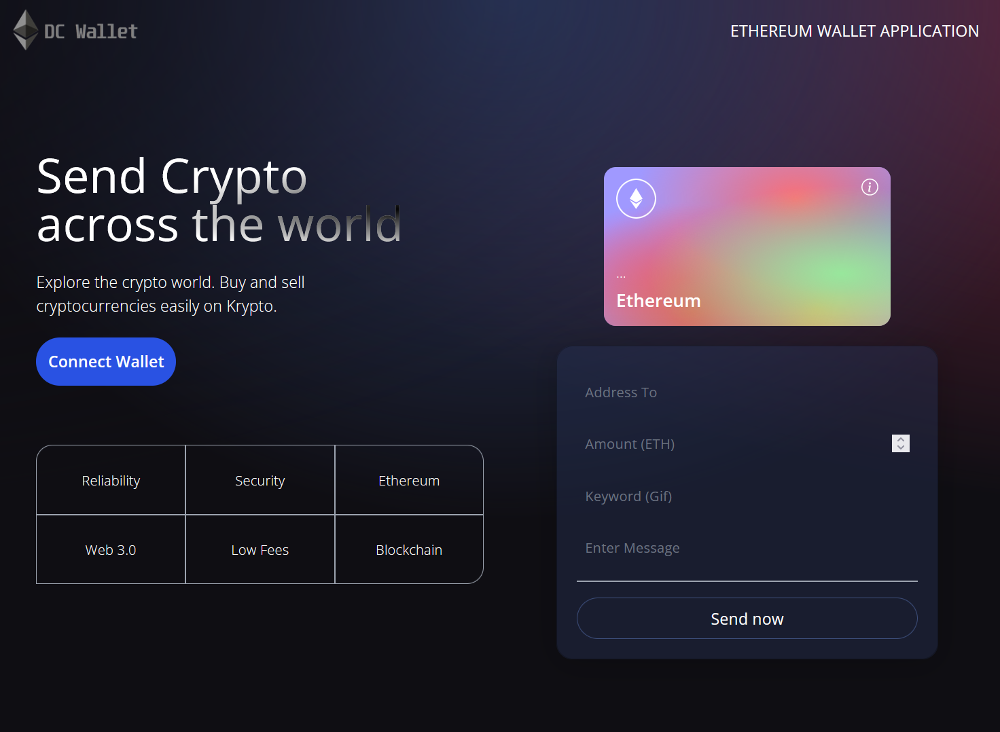 DC Wallet
ETHEREUM WALLET APPLICATION
Send Crypto
across the world
Explore the crypto world. Buy and sell
cryptocurrencies easily on Krypto.
Connect Wallet
Reliability
Security
Ethereum
Web 3.0
Low Fees
Blockchain
...
Ethereum
Address To
Amount (ETH)
Keyword (Gif)
Enter Message
Send now